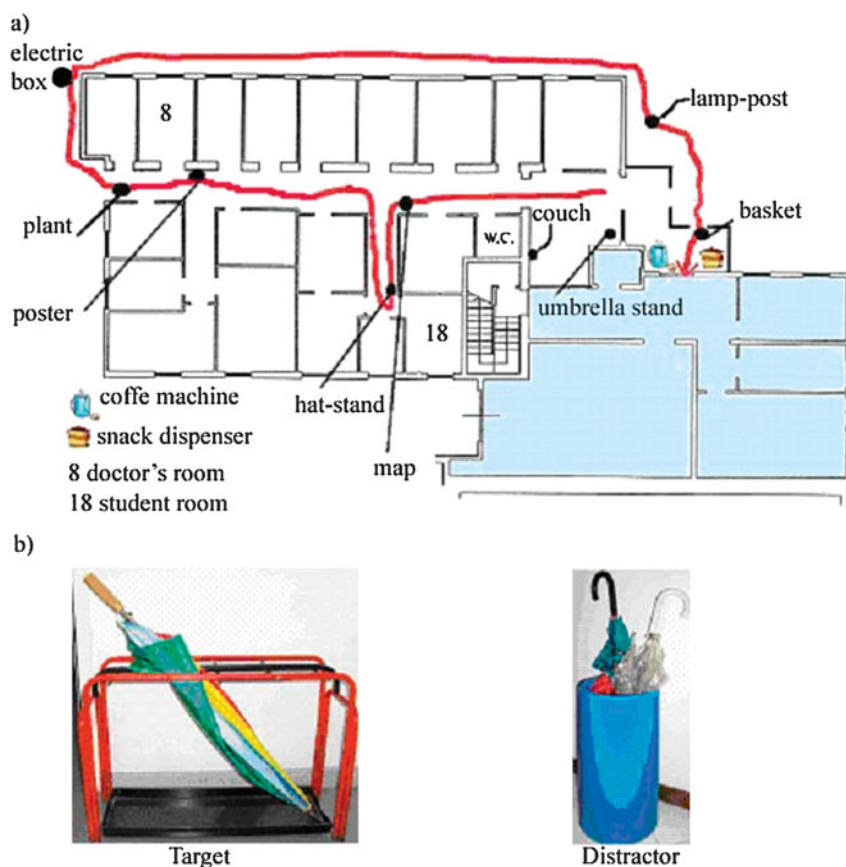 a)
electric
box
8
lamp-post
plant
couch
basket
w.c.
poster
umbrella stand
18
hat-stand
coffe machine
snack dispenser
map
8 doctor's room
18 student room
b)
Target
Distractor